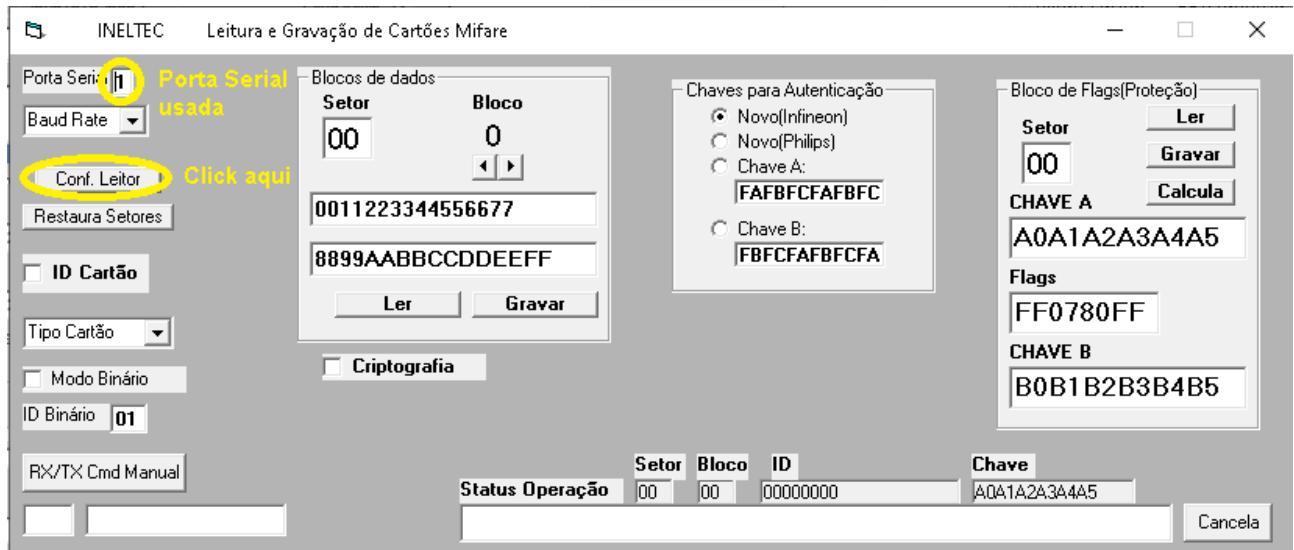 INELTEC Leitura e Gravação de Cartões Mifare
Porta Serial 1
Porta Serial usada
Baud Rate
Conf. Leitor
Click aqui
Restaura Setores
ID Cartão
Tipo Cartão
Modo Binário
ID Binário 01
RX/TX Cmd Manual
Blocos de dados
Setor Bloco
00 0
0011223344556677
8899AABBCCDDEEFF
Ler Gravar
Criptografia
Chaves para Autenticação
Novo(Infineon)
Novo(Philips)
Chave A:
FAFBFCFAFBFC
Chave B:
FBFCFAFBFCFA
Bloco de Flags(Proteção)
Setor Ler
00 Gravar
Calcula
CHAVE A
A0A1A2A3A4A5
Flags
FF0780FF
CHAVE B
B0B1B2B3B4B5
Setor Bloco ID Chave
Status Operação 00 00 00000000 A0A1A2A3A4A5
Cancela